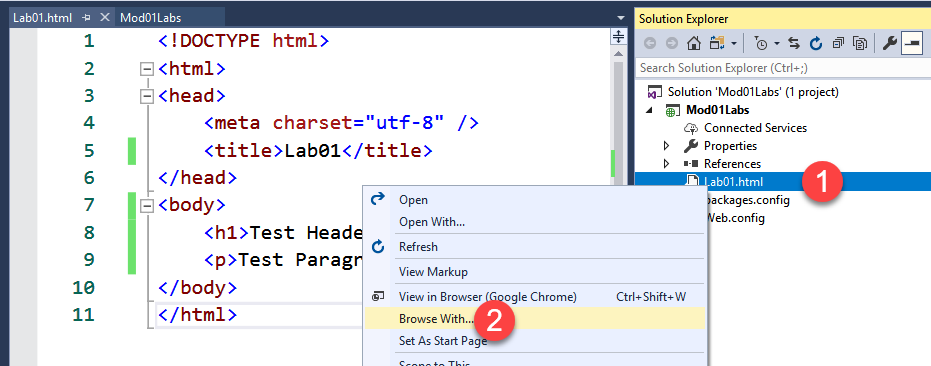 Lab01.html
Mod01Labs
1 <!DOCTYPE html>
2 <html>
3 <head>
4 <meta charset="utf-8" />
5 <title>Lab01</title>
6 </head>
7 <body>
8 <h1>Test Heade
9 <p>Test Paragr
10 </body>
11 </html>
Open
Open With...
Refresh
View Markup
View in Browser (Google Chrome) Ctrl+Shift+W
Browse With...
2
Set As Start Page
Scope to This
Solution Explorer
Search Solution Explorer (Ctrl+;)
Solution 'Mod01Labs' (1 project)
Mod01Labs
Connected Services
Properties
References
Lab01.html
1
packages.config
Web.config